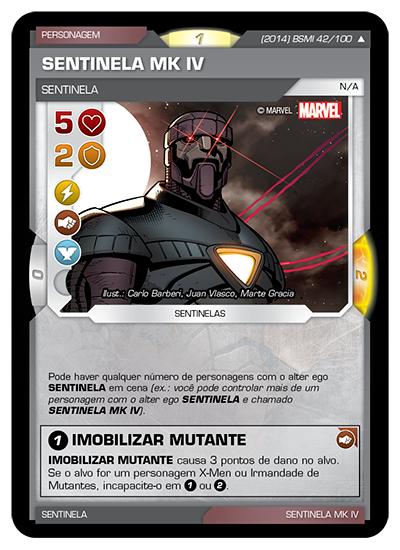 PERSONAGEM
1
(2014) BSMI 42/100 ▲
SENTINELA MK IV
SENTINELA
N/A
© MARVEL MARVEL
5
2
0
2
Illust.: Carlo Barberi, Juan Vlasco, Marte Gracia
SENTINELAS
Pode haver qualquer número de personagens com o alter ego
SENTINELA em cena (ex.: você pode controlar mais de um
personagem com o alter ego SENTINELA e chamado
SENTINELA MK IV).
1 IMOBILIZAR MUTANTE
IMOBILIZAR MUTANTE causa 3 pontos de dano no alvo.
Se o alvo for um personagem X-Men ou Irmandade de
Mutantes, incapacite-o em 1 ou 2.
SENTINELA
SENTINELA MK IV